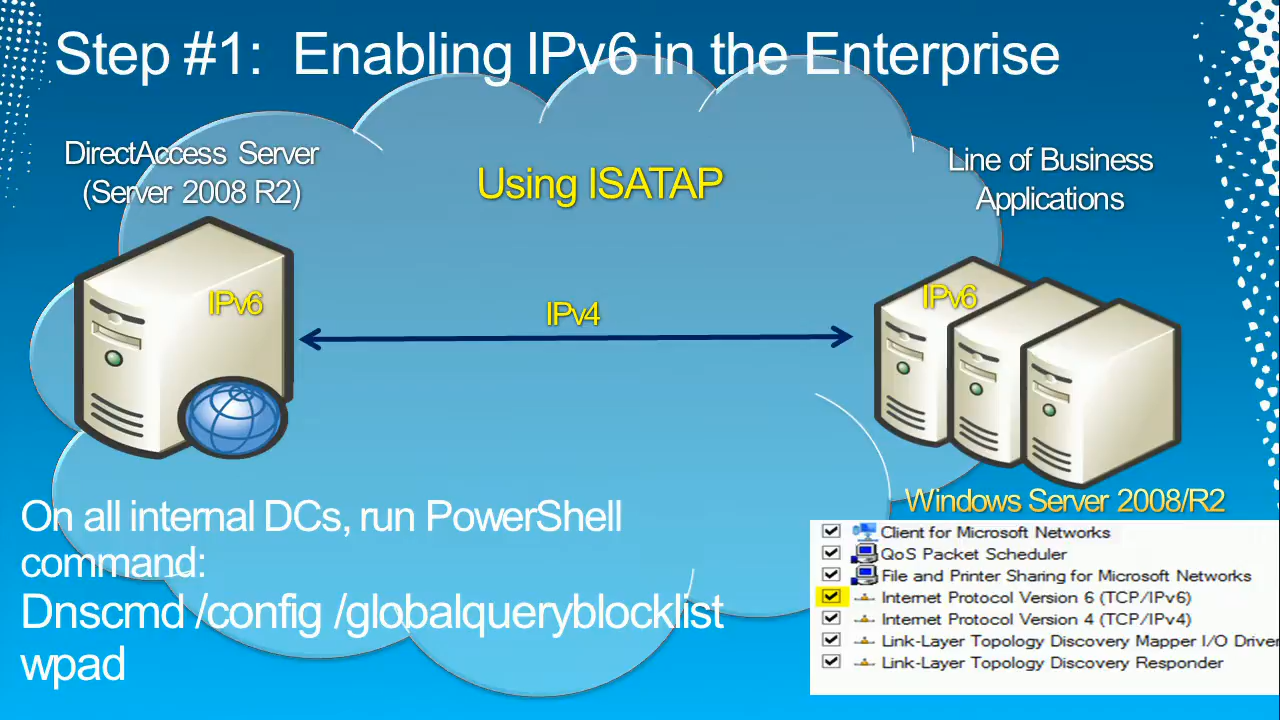 Step #1: Enabling IPv6 in the Enterprise
DirectAccess Server
(Server 2008 R2)
Using ISATAP
Line of Business
Applications
IPv6
IPv4
IPv6
Windows Server 2008/R2
On all internal DCs, run PowerShell
command:
Dnscmd /config /globalqueryblocklist
wpad
Client for Microsoft Networks
QoS Packet Scheduler
File and Printer Sharing for Microsoft Networks
Internet Protocol Version 6 (TCP/IPv6)
Internet Protocol Version 4 (TCP/IPv4)
Link-Layer Topology Discovery Mapper I/O Driver
Link-Layer Topology Discovery Responder